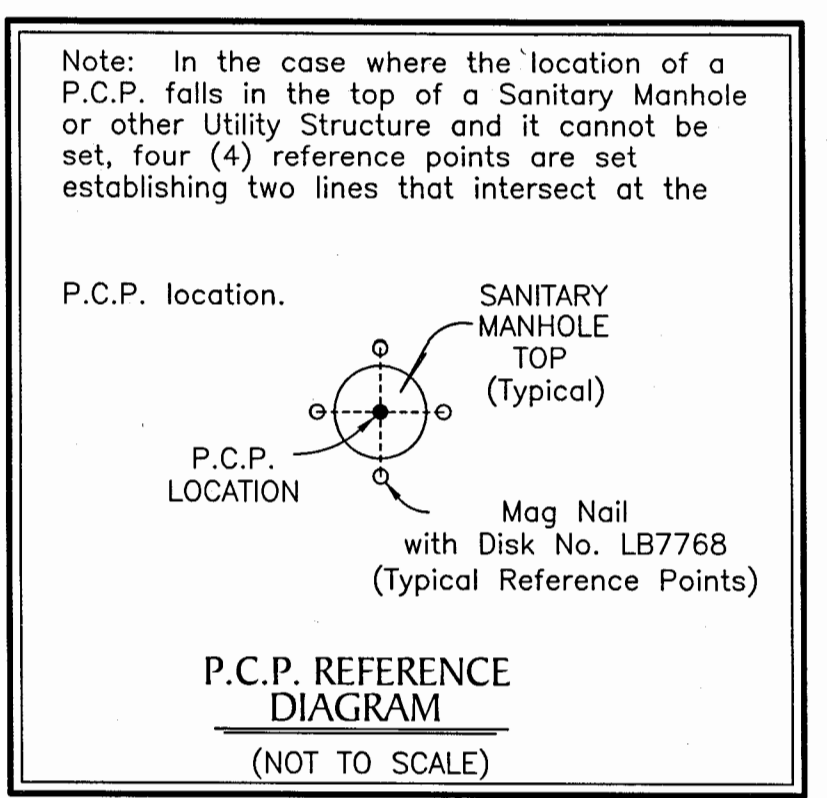 Note: In the case where the location of a
P.C.P. falls in the top of a Sanitary Manhole
or other Utility Structure and it cannot be
set, four (4) reference points are set
establishing two lines that intersect at the
P.C.P. location.
SANITARY
MANHOLE
TOP
(Typical)
P.C.P.
LOCATION
Mag Nail
with Disk No. LB7768
(Typical Reference Points)
P.C.P. REFERENCE
DIAGRAM
(NOT TO SCALE)